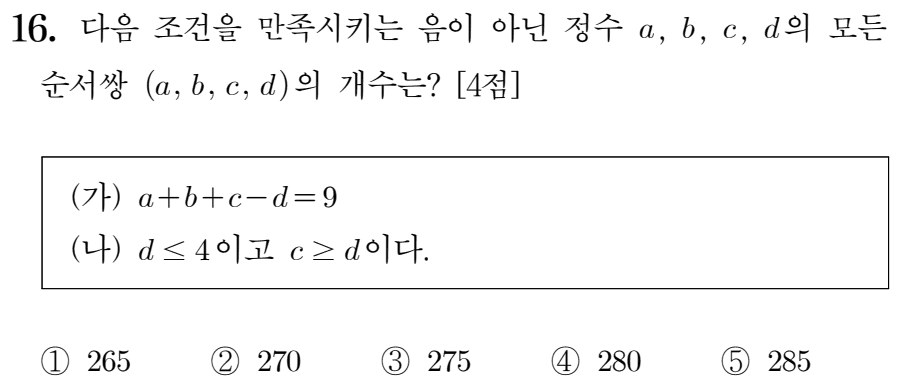 16. 다음 조건을 만족시키는 음이 아닌 정수 a, b, c, d의 모든
순서쌍 (a, b, c, d)의 개수는? [4점]
(가) a+b+c-d=9
(나) d≤4이고 c≥d이다.
① 265 ② 270 ③ 275 ④ 280 ⑤ 285